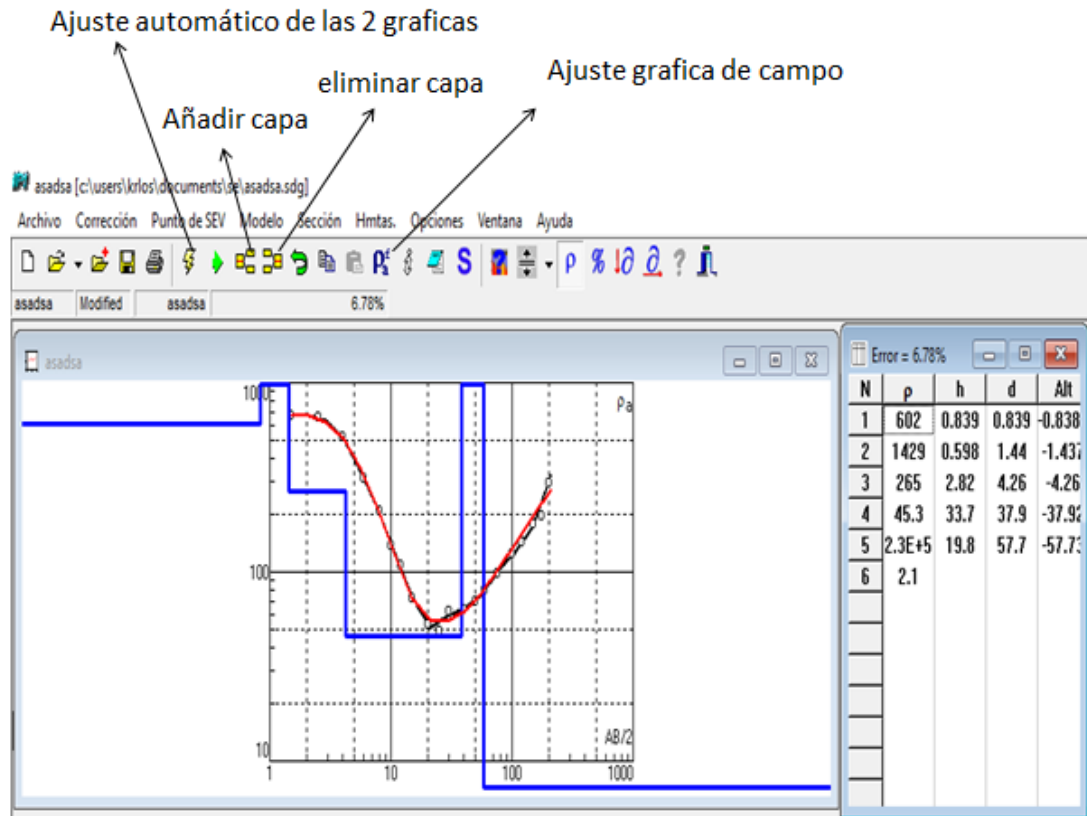 Ajuste automático de las 2 graficas
eliminar capa
Ajuste grafica de campo
Añadir capa
asadsa [c:\users\krlos\documents\se\asadsa.sdg]
Archivo Corrección Punto de SEV Modelo Sección Hmtas. Opciones Ventana Ayuda
S ρ % ?
asadsa Modified asadsa 6.78%
asadsa
Error = 6.78%
N ρ h d Alt
1 602 0.839 0.839 -0.838
2 1429 0.598 1.44 -1.437
3 265 2.82 4.26 -4.26
4 45.3 33.7 37.9 -37.92
5 2.3E+5 19.8 57.7 -57.73
6 2.1
1000
ρa
100
10
AB/2
1 10 100 1000